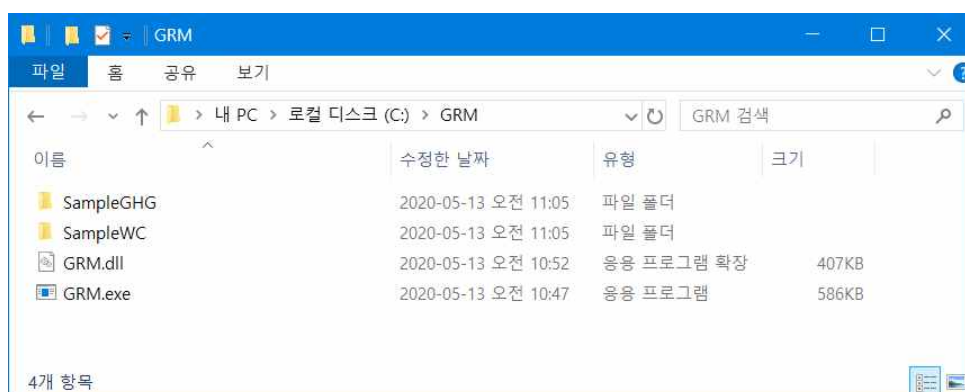 GRM
파일 홈 공유 보기
내 PC > 로컬 디스크 (C:) > GRM GRM 검색
이름 수정한 날짜 유형 크기
SampleGHG 2020-05-13 오전 11:05 파일 폴더
SampleWC 2020-05-13 오전 11:05 파일 폴더
GRM.dll 2020-05-13 오전 10:52 응용 프로그램 확장 407KB
GRM.exe 2020-05-13 오전 10:47 응용 프로그램 586KB
4개 항목